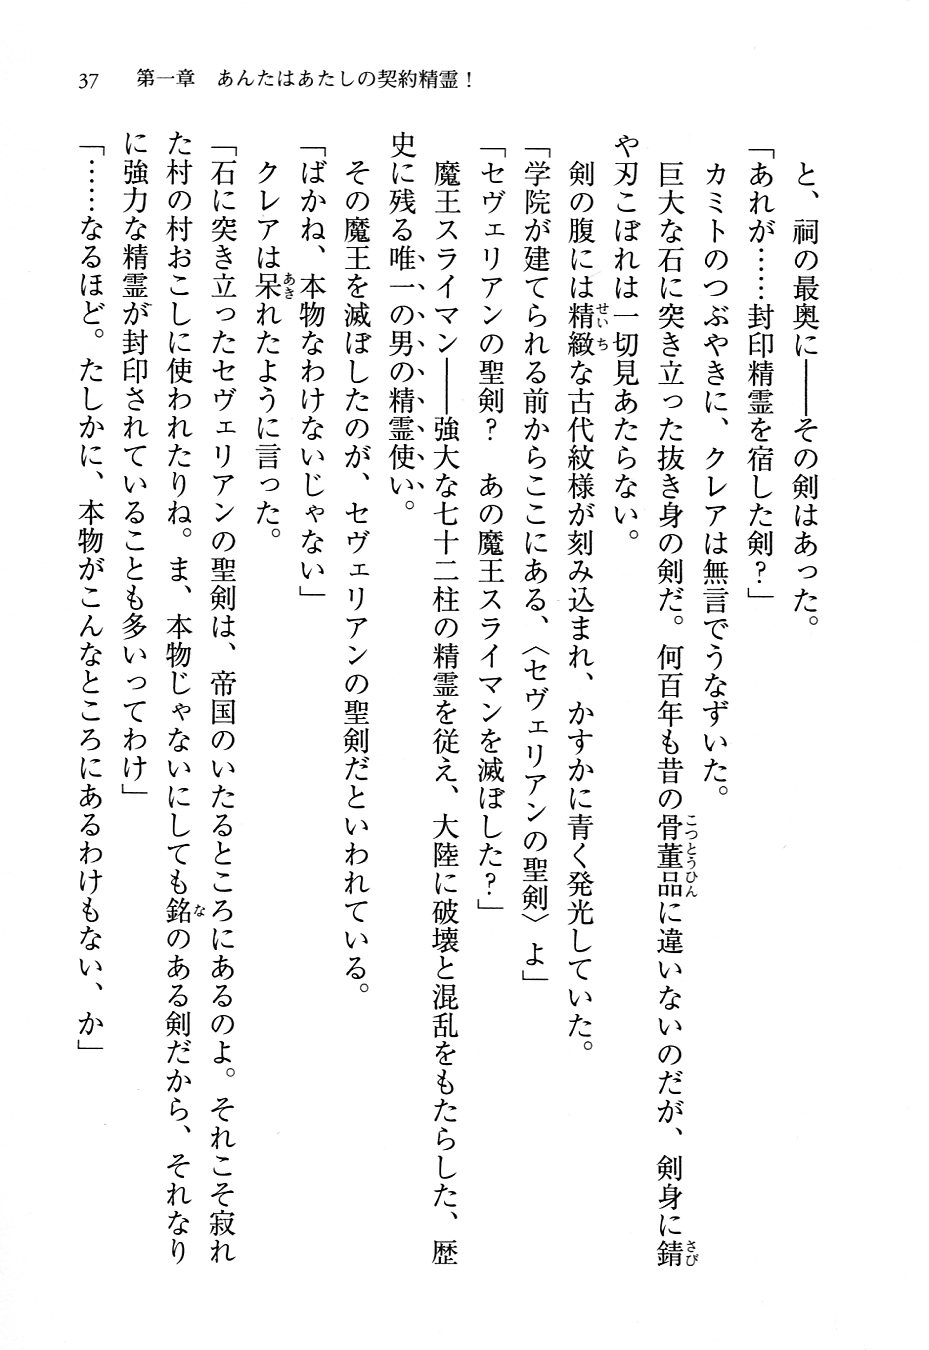 37　第一章　あんたはあたしの契約精霊！
　と、祠の最奥に――その剣はあった。
「あれが……封印精霊を宿した剣？」
　カミトのつぶやきに、クレアは無言でうなずいた。
　巨大な石に突き立った抜き身の剣だ。何百年も昔の骨董品に違いないのだが、剣身に錆
や刃こぼれは一切見あたらない。
　剣の腹には精緻な古代紋様が刻み込まれ、かすかに青く発光していた。
「学院が建てられる前からここにある、〈セヴェリアンの聖剣〉よ」
「セヴェリアンの聖剣？　あの魔王スライマンを滅ぼした？」
　魔王スライマン――強大な七十二柱の精霊を従え、大陸に破壊と混乱をもたらした、歴
史に残る唯一の男の精霊使い。
　その魔王を滅ぼしたのが、セヴェリアンの聖剣だといわれている。
「ばかね、本物なわけないじゃない」
　クレアは呆れたように言った。
「石に突き立ったセヴェリアンの聖剣は、帝国のいたるところにあるのよ。それこそ寂れ
た村の村おこしに使われたりね。ま、本物じゃないにしても銘のある剣だから、それなり
に強力な精霊が封印されていることも多いってわけ」
「……なるほど。たしかに、本物がこんなところにあるわけもない、か」